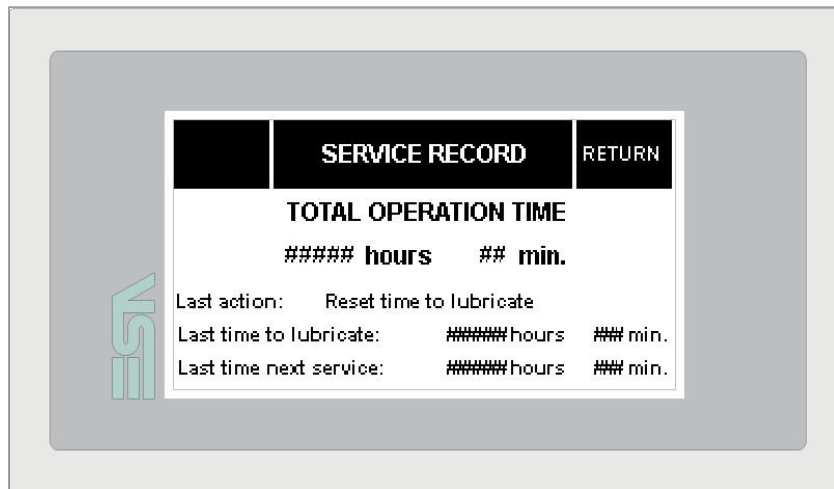 SERVICE RECORD RETURN
TOTAL OPERATION TIME
##### hours ## min.
Last action: Reset time to lubricate
Last time to lubricate: ###### hours ### min.
Last time next service: ###### hours ### min.
ESA